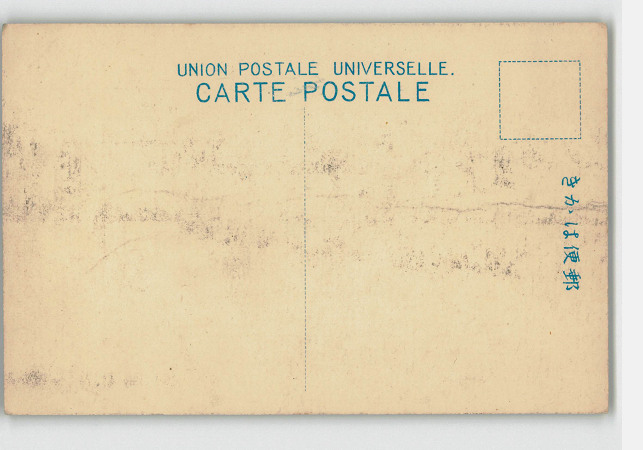 UNION POSTALE UNIVERSELLE.
CARTE POSTALE
郵便はかき